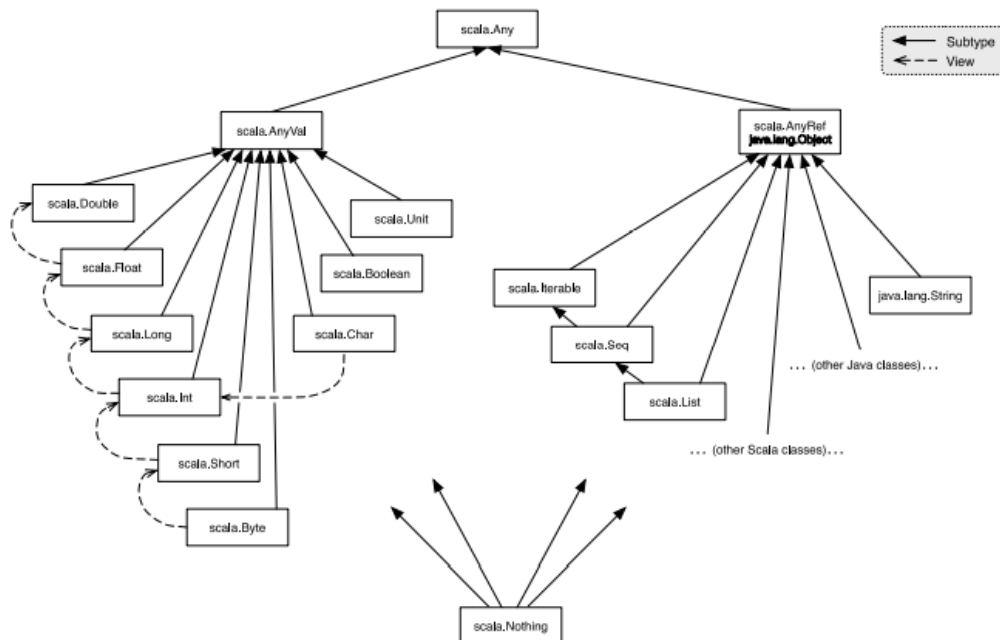 scala.Any
Subtype
View
scala.AnyVal
scala.AnyRef
java.lang.Object
scala.Double
scala.Unit
scala.Float
scala.Boolean
scala.Iterable
java.lang.String
scala.Long
scala.Char
scala.Seq
... (other Java classes)...
scala.Int
scala.List
... (other Scala classes)...
scala.Short
scala.Byte
scala.Nothing